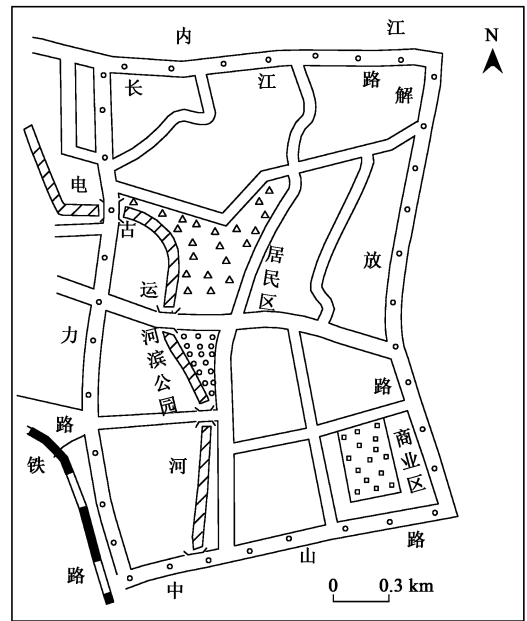 内江
N
长江路
解放路
电力路
古运河
居民区
河滨公园
商业区
铁路
中山路
0 0.3 km